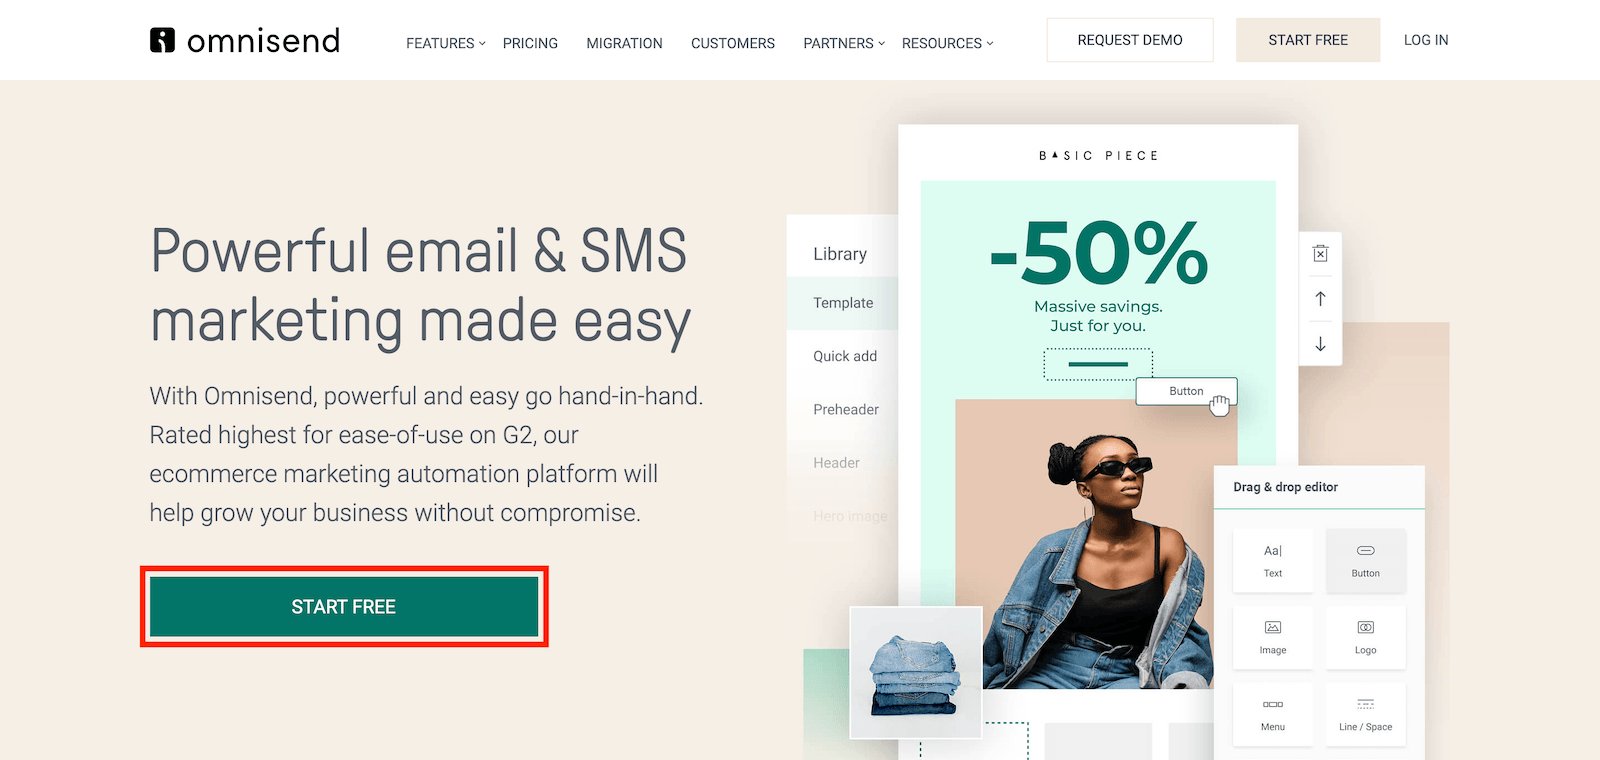 omnisend
FEATURES
PRICING
MIGRATION
CUSTOMERS
PARTNERS
RESOURCES
REQUEST DEMO
START FREE
LOG IN
Powerful email & SMS
marketing made easy
With Omnisend, powerful and easy go hand-in-hand.
Rated highest for ease-of-use on G2, our
ecommerce marketing automation platform will
help grow your business without compromise.
START FREE
Library
Template
Quick add
Preheader
Header
Hero image
BASIC PIECE
-50%
Massive savings.
Just for you.
Button
Drag & drop editor
Aa|
Text
Button
Image
Logo
Menu
Line / Space